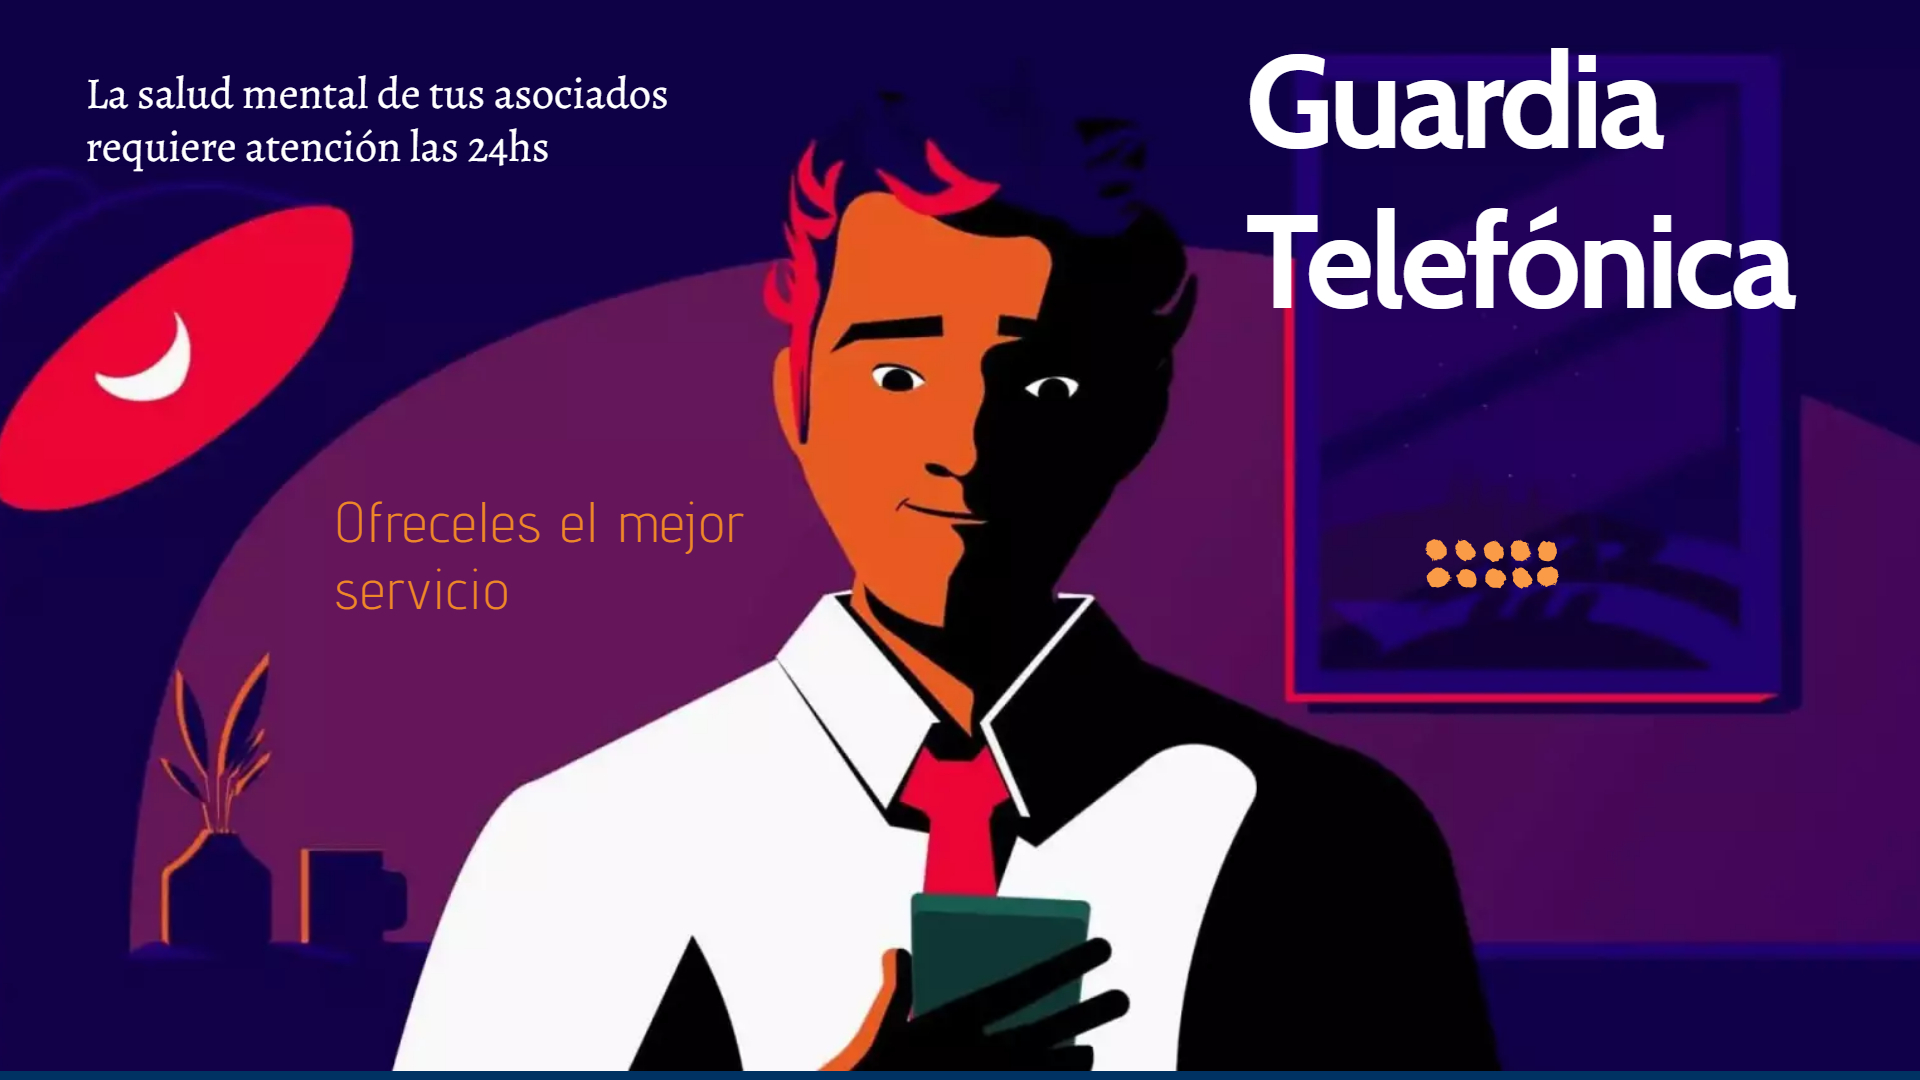 La salud mental de tus asociados
requiere atención las 24hs
Guardia
Telefónica
Ofreceles el mejor
servicio